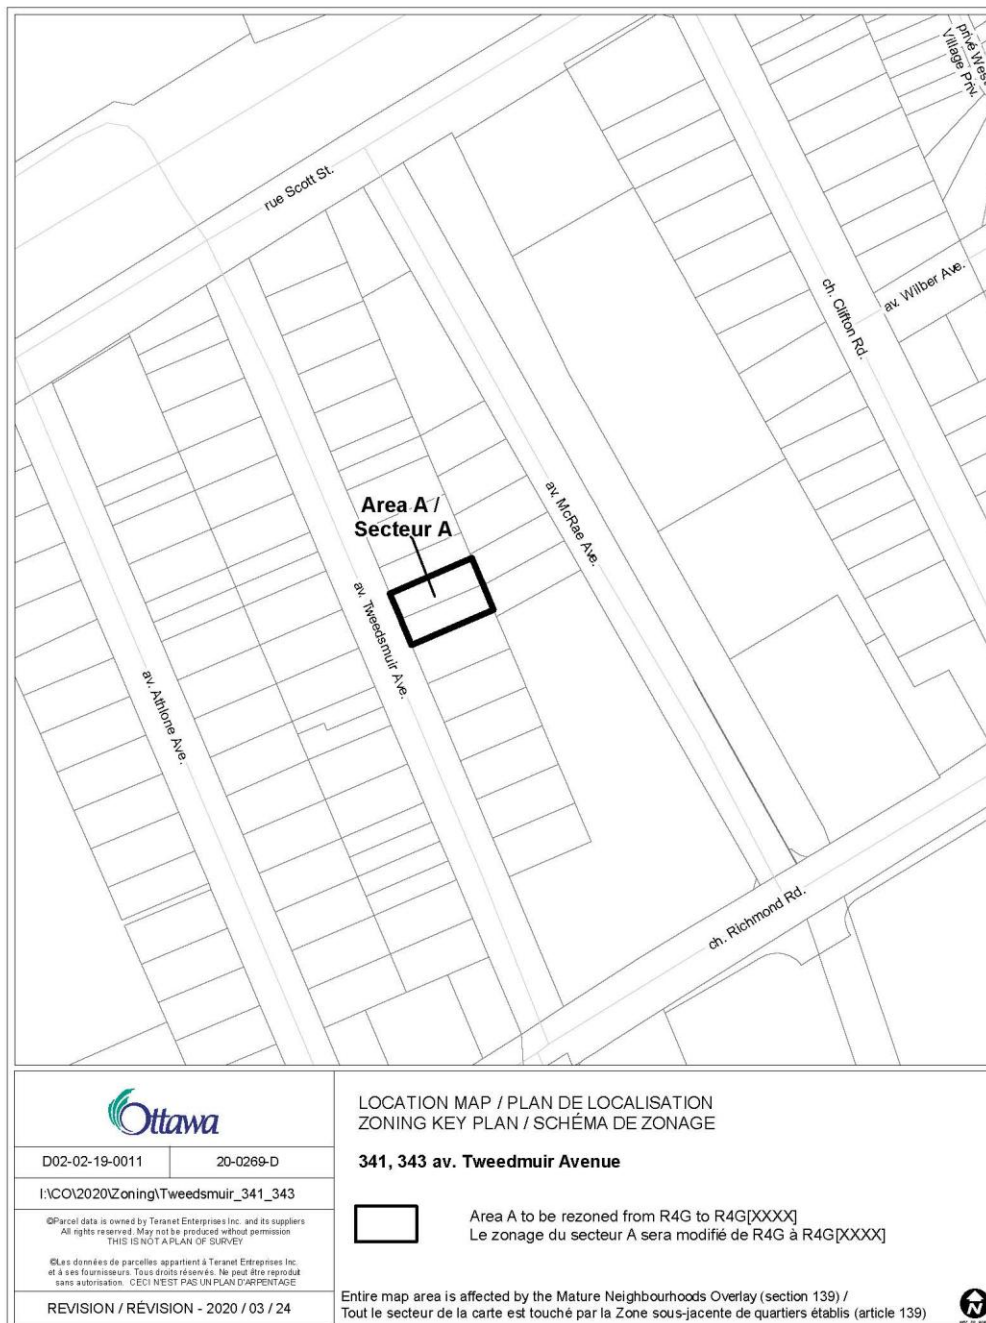 privé West
Village Priv.
rue Scott St.
av. Wilber Ave.
ch. Clifton Rd.
Area A /
Secteur A
av. McRae Ave.
av. Tweedsmuir Ave.
av. Athlone Ave.
ch. Richmond Rd.
Ottawa
D02-02-19-0011
20-0269-D
I:\CO\2020\Zoning\Tweedsmuir_341_343
©Parcel data is owned by Teranet Enterprises Inc. and its suppliers
All rights reserved. May not be produced without permission
THIS IS NOT A PLAN OF SURVEY
©Les données de parcelles appartient à Teranet Entreprises Inc.
et à ses fournisseurs. Tous droits réservés. Ne peut être reproduit
sans autorisation. CECI N'EST PAS UN PLAN D'ARPENTAGE
REVISION / RÉVISION - 2020 / 03 / 24
LOCATION MAP / PLAN DE LOCALISATION
ZONING KEY PLAN / SCHÉMA DE ZONAGE
341, 343 av. Tweedmuir Avenue
Area A to be rezoned from R4G to R4G[XXXX]
Le zonage du secteur A sera modifié de R4G à R4G[XXXX]
Entire map area is affected by the Mature Neighbourhoods Overlay (section 139) /
Tout le secteur de la carte est touché par la Zone sous-jacente de quartiers établis (article 139)
N